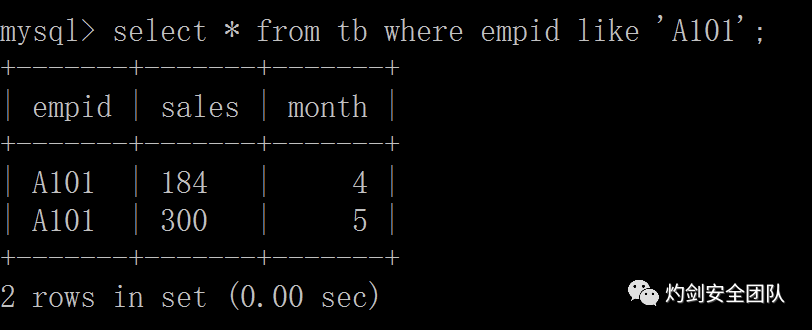 mysql> select * from tb where empid like 'A101';
+-------+-------+-------+
| empid | sales | month |
+-------+-------+-------+
| A101 | 184 | 4 |
| A101 | 300 | 5 |
+-------+-------+-------+
2 rows in set (0.00 sec)
灼剑安全团队